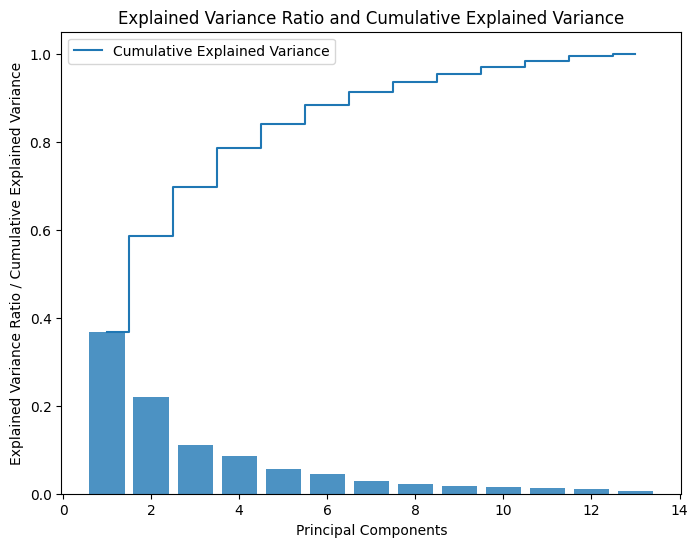 Explained Variance Ratio and Cumulative Explained Variance
Cumulative Explained Variance
Explained Variance Ratio / Cumulative Explained Variance
1.0
0.8
0.6
0.4
0.2
0.0
0 2 4 6 8 10 12 14
Principal Components